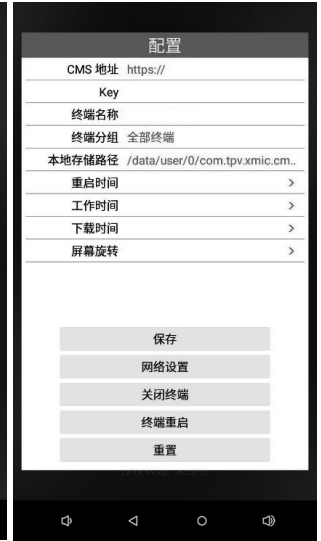 配置
CMS 地址 https://
Key
终端名称
终端分组 全部终端
本地存储路径 /data/user/0/com.tpv.xmic.cm..
重启时间 >
工作时间 >
下载时间 >
屏幕旋转 >
保存
网络设置
关闭终端
终端重启
重置